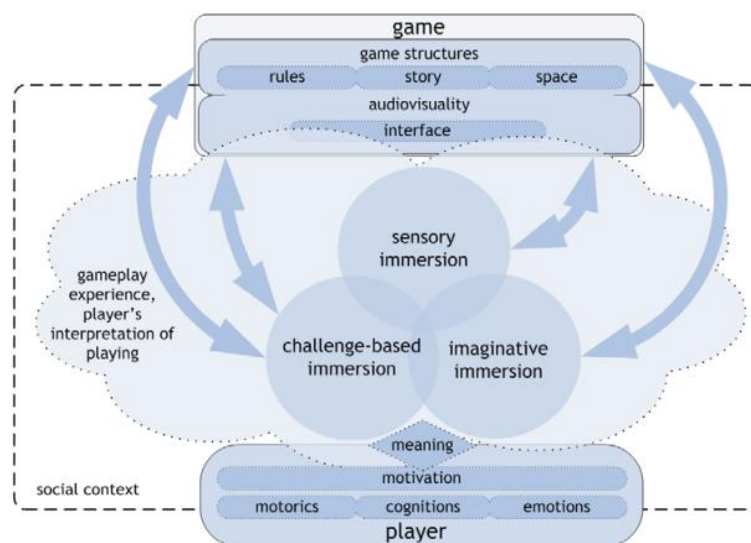 game
game structures
rules story space
audiovisuality
interface
sensory
immersion
gameplay
experience,
player's
interpretation of
playing
challenge-based
immersion
imaginative
immersion
meaning
motivation
social context
motorics cognitions emotions
player